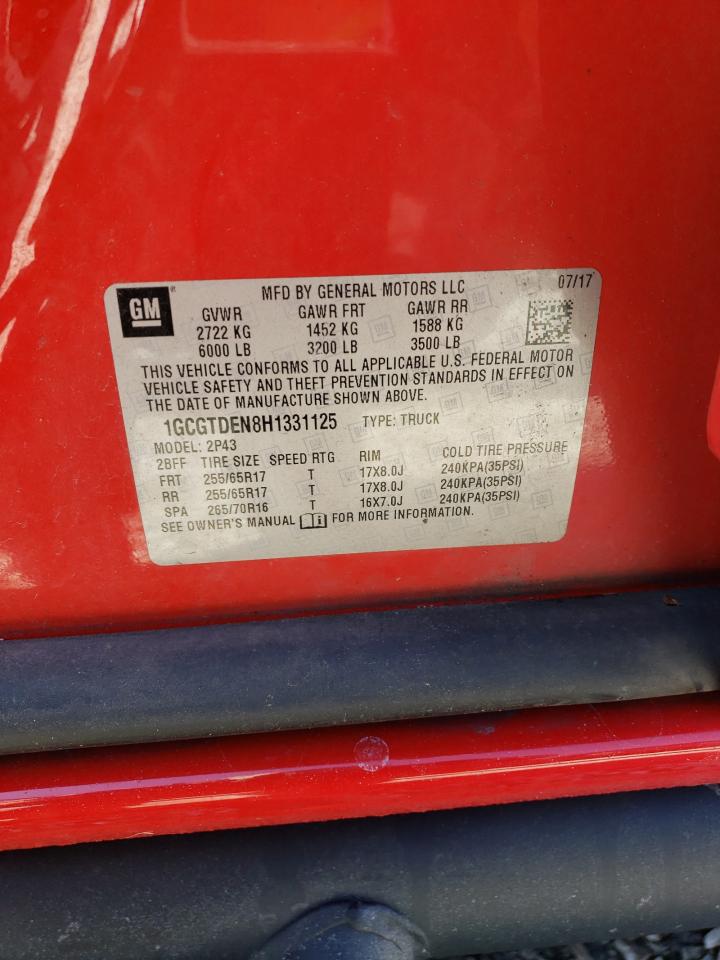 GM ®
MFD BY GENERAL MOTORS LLC 07/17
GVWR GAWR FRT GAWR RR
2722 KG 1452 KG 1588 KG
6000 LB 3200 LB 3500 LB
THIS VEHICLE CONFORMS TO ALL APPLICABLE U.S. FEDERAL MOTOR
VEHICLE SAFETY AND THEFT PREVENTION STANDARDS IN EFFECT ON
THE DATE OF MANUFACTURE SHOWN ABOVE.
1GCGTDEN8H1331125 TYPE: TRUCK
MODEL: 2P43
2BFF TIRE SIZE SPEED RTG RIM COLD TIRE PRESSURE
FRT 255/65R17 T 17X8.0J 240KPA(35PSI)
RR 255/65R17 T 17X8.0J 240KPA(35PSI)
SPA 265/70R16 T 16X7.0J 240KPA(35PSI)
SEE OWNER'S MANUAL FOR MORE INFORMATION.